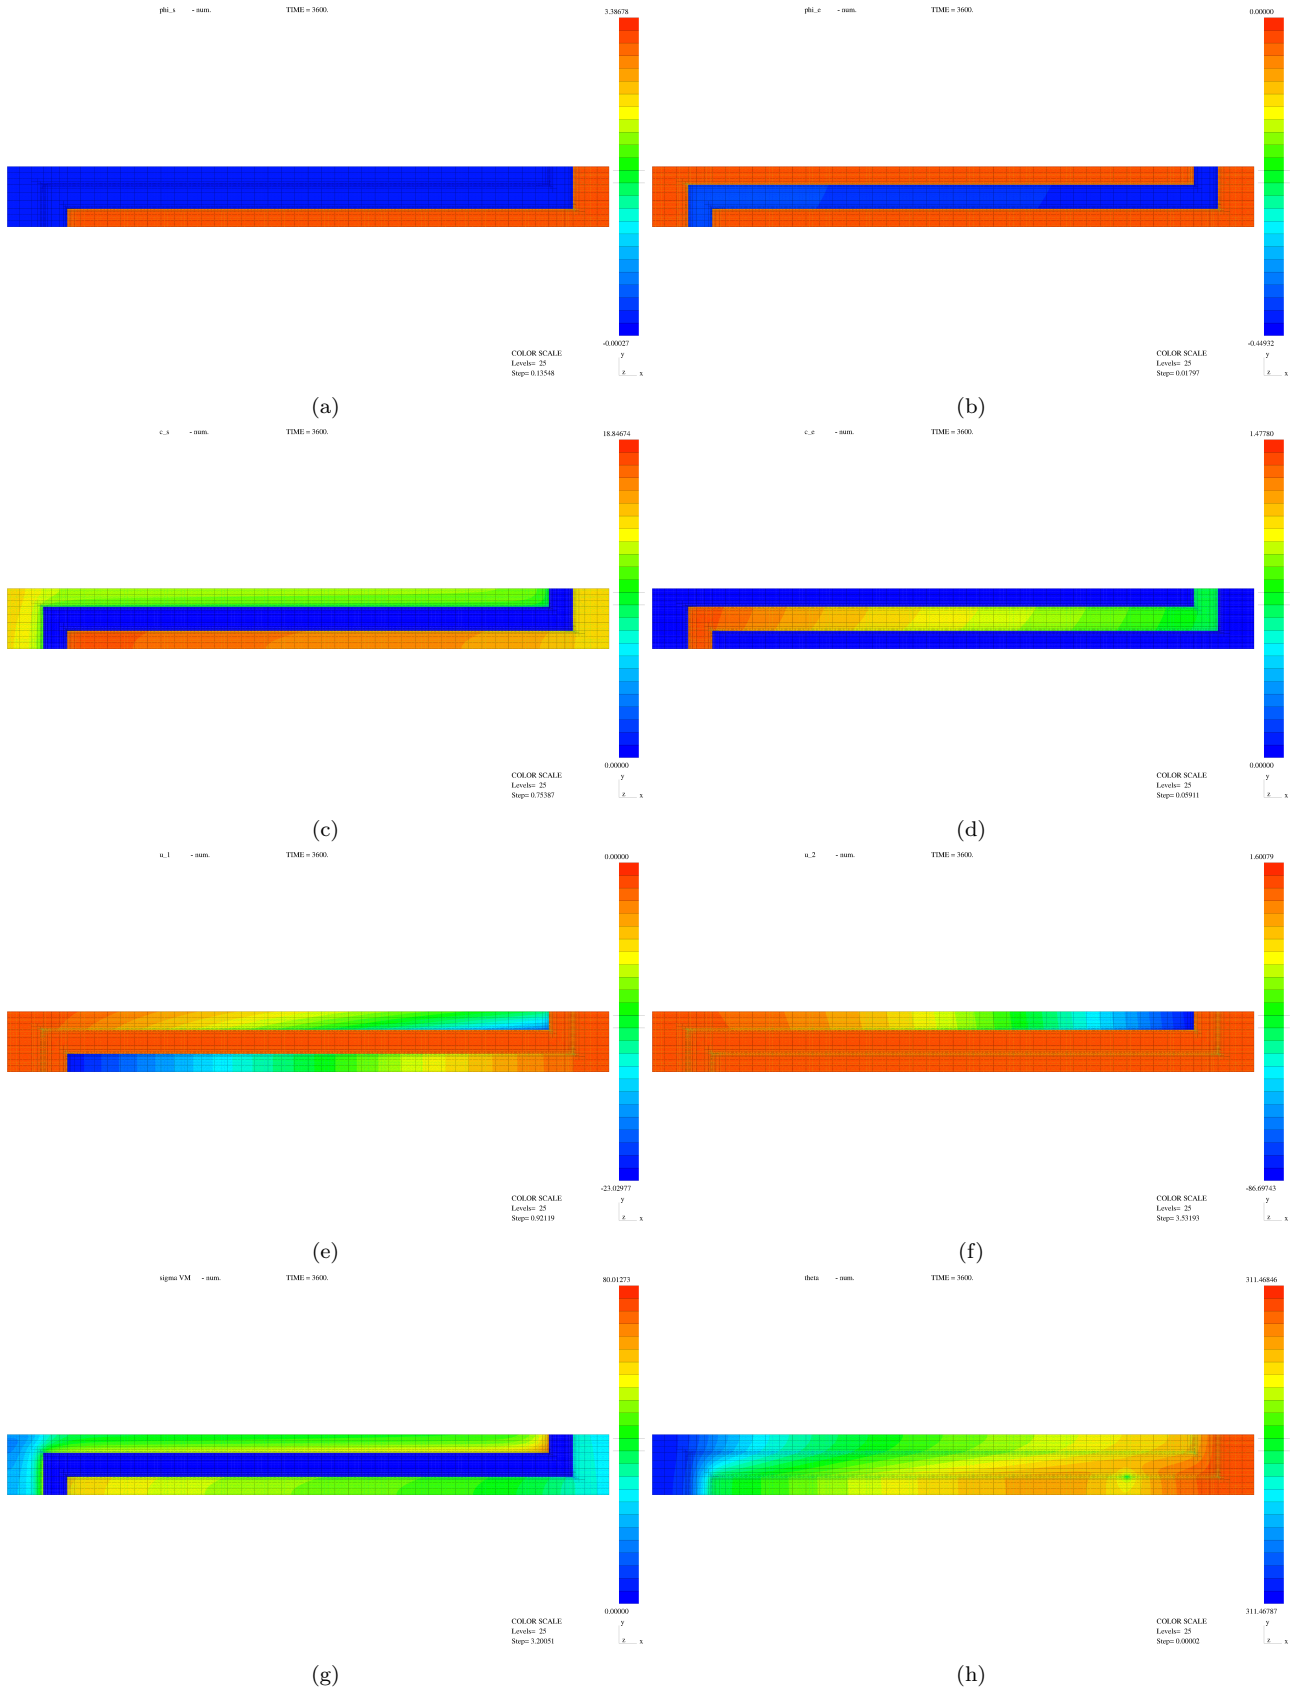 phi_s - num. TIME = 3600. 3.38678
-0.00027
COLOR SCALE
Levels= 25
Step= 0.13548
y
z x
(a)
phi_e - num. TIME = 3600. 0.00000
-0.44932
COLOR SCALE
Levels= 25
Step= 0.01797
y
z x
(b)
c_s - num. TIME = 3600. 18.84674
0.00000
COLOR SCALE
Levels= 25
Step= 0.75387
y
z x
(c)
c_e - num. TIME = 3600. 1.47780
0.00000
COLOR SCALE
Levels= 25
Step= 0.05911
y
z x
(d)
u_1 - num. TIME = 3600. 0.00000
-23.02977
COLOR SCALE
Levels= 25
Step= 0.92119
y
z x
(e)
u_2 - num. TIME = 3600. 1.60079
-86.69743
COLOR SCALE
Levels= 25
Step= 3.53193
y
z x
(f)
sigma VM - num. TIME = 3600. 80.01273
0.00000
COLOR SCALE
Levels= 25
Step= 3.20051
y
z x
(g)
theta - num. TIME = 3600. 311.46846
311.46787
COLOR SCALE
Levels= 25
Step= 0.00002
y
z x
(h)